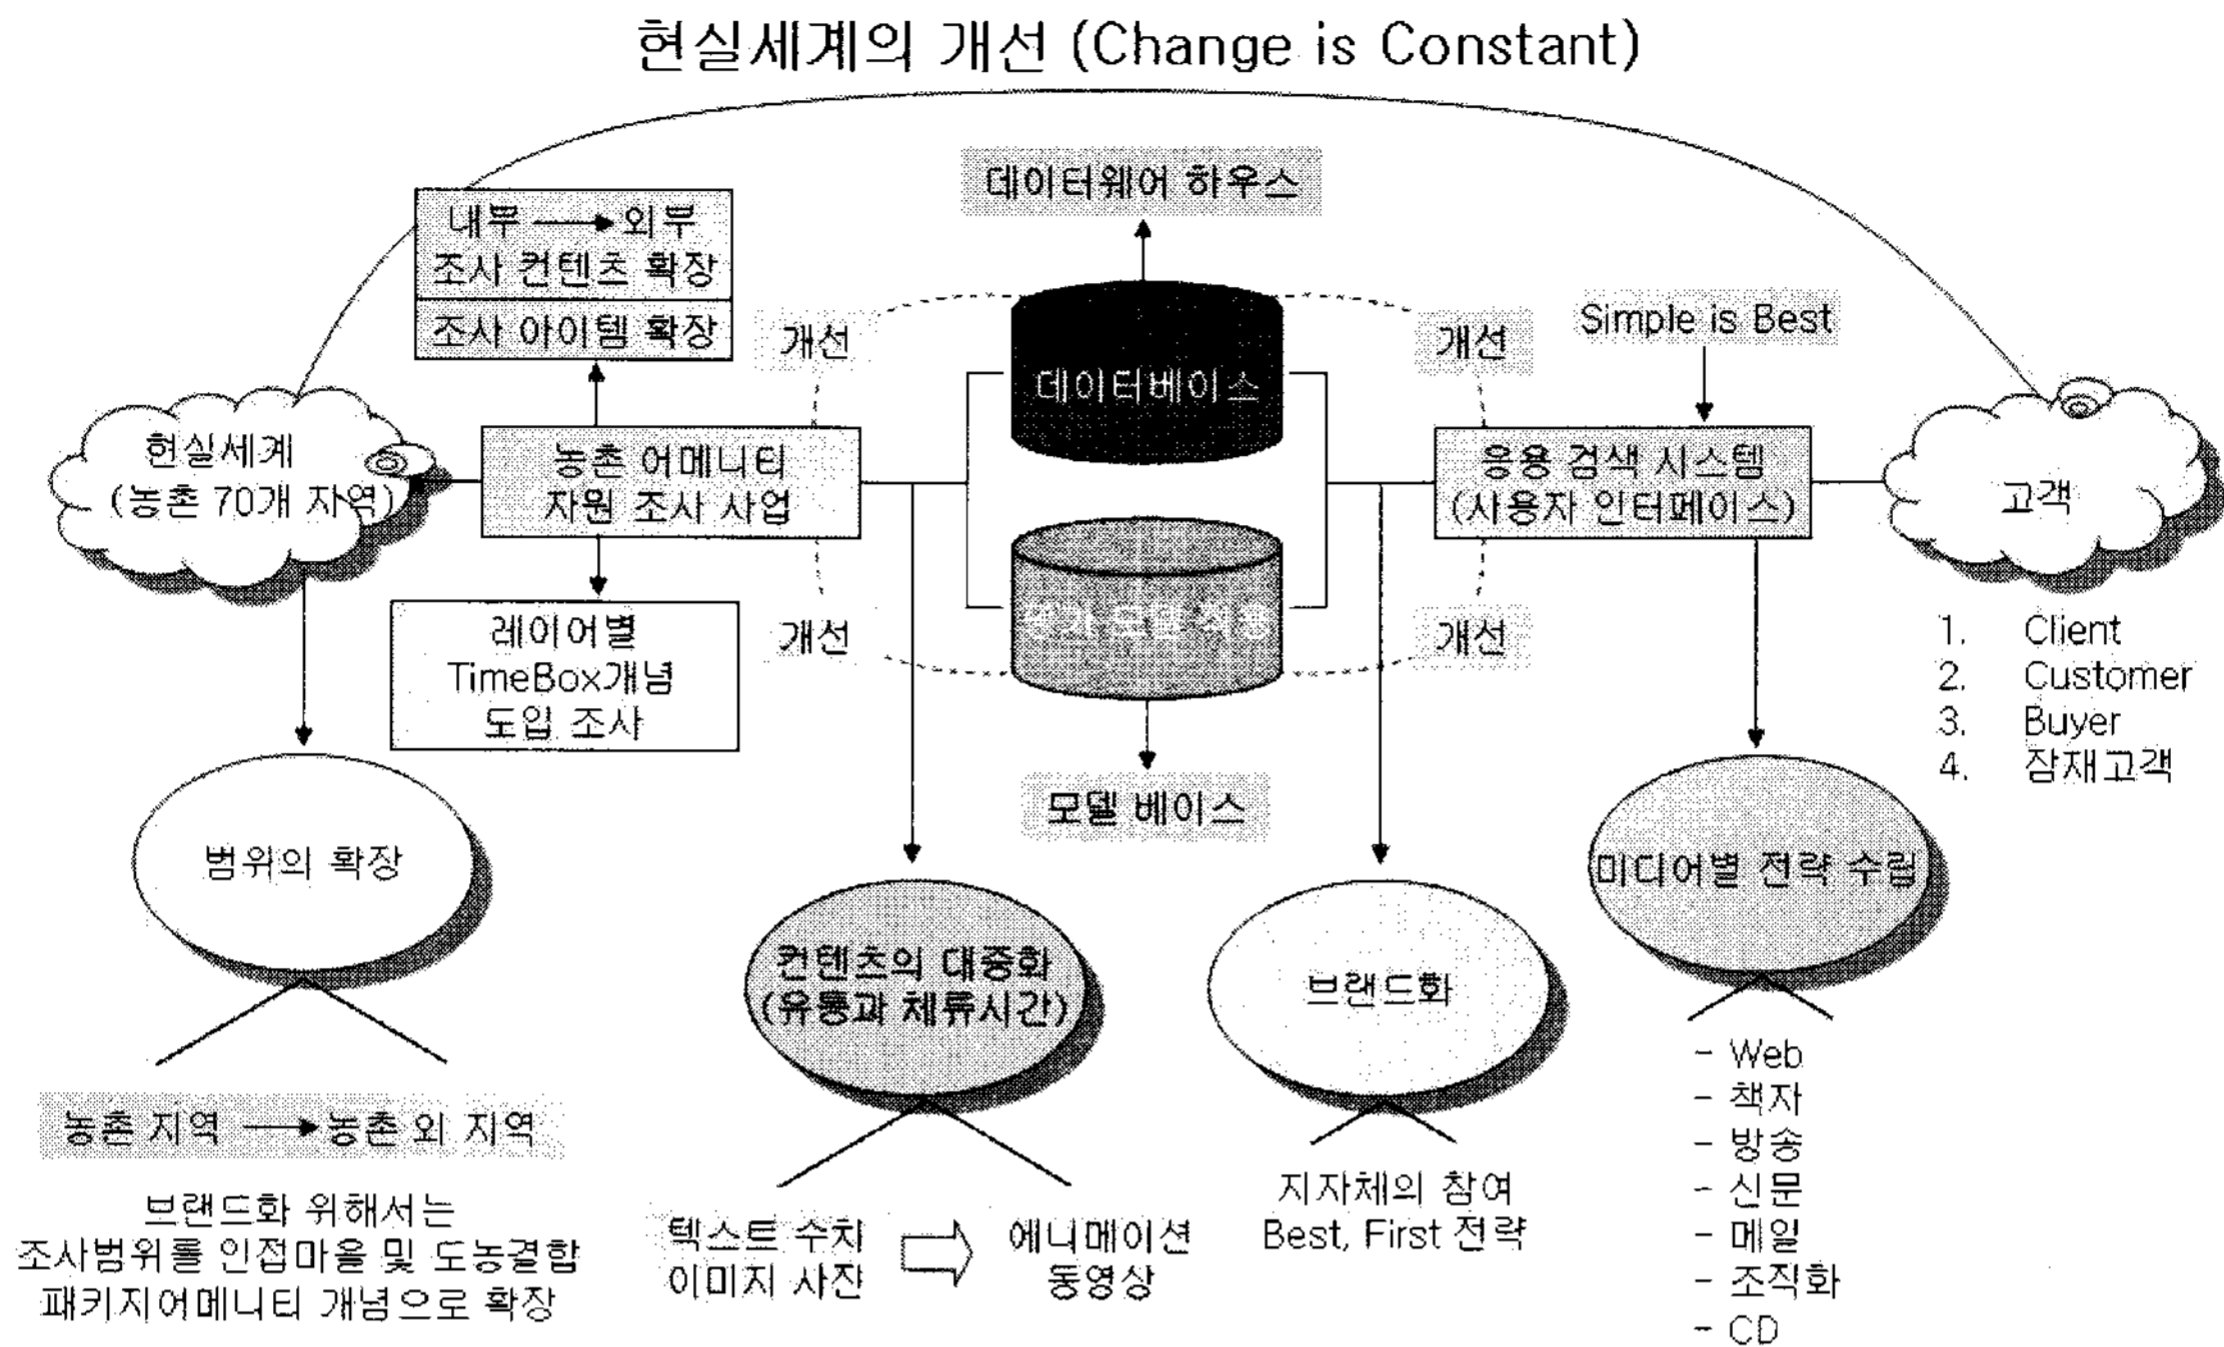 현실세계의 개선 (Change is Constant)
데이터웨어 하우스
내부 → 외부
조사 컨텐츠 확장
조사 아이템 확장
개선
개선
Simple is Best
데이터베이스
현실세계
(농촌 70개 지역)
농촌 어메니티
자원 조사 사업
응용 검색 시스템
(사용자 인터페이스)
고객
레이어별
TimeBox개념
도입 조사
개선
개선
1. Client
2. Customer
3. Buyer
4. 잠재고객
모델 베이스
범위의 확장
컨텐츠의 대중화
(유통과 체류시간)
브랜드화
미디어별 전략 수립
농촌 지역 → 농촌 외 지역
브랜드화 위해서는
조사범위를 인접마을 및 도농결합
패키지어메니티 개념으로 확장
텍스트 수치
이미지 사진
에니메이션
동영상
지자체의 참여
Best, First 전략
- Web
- 책자
- 방송
- 신문
- 메일
- 조직화
- CD